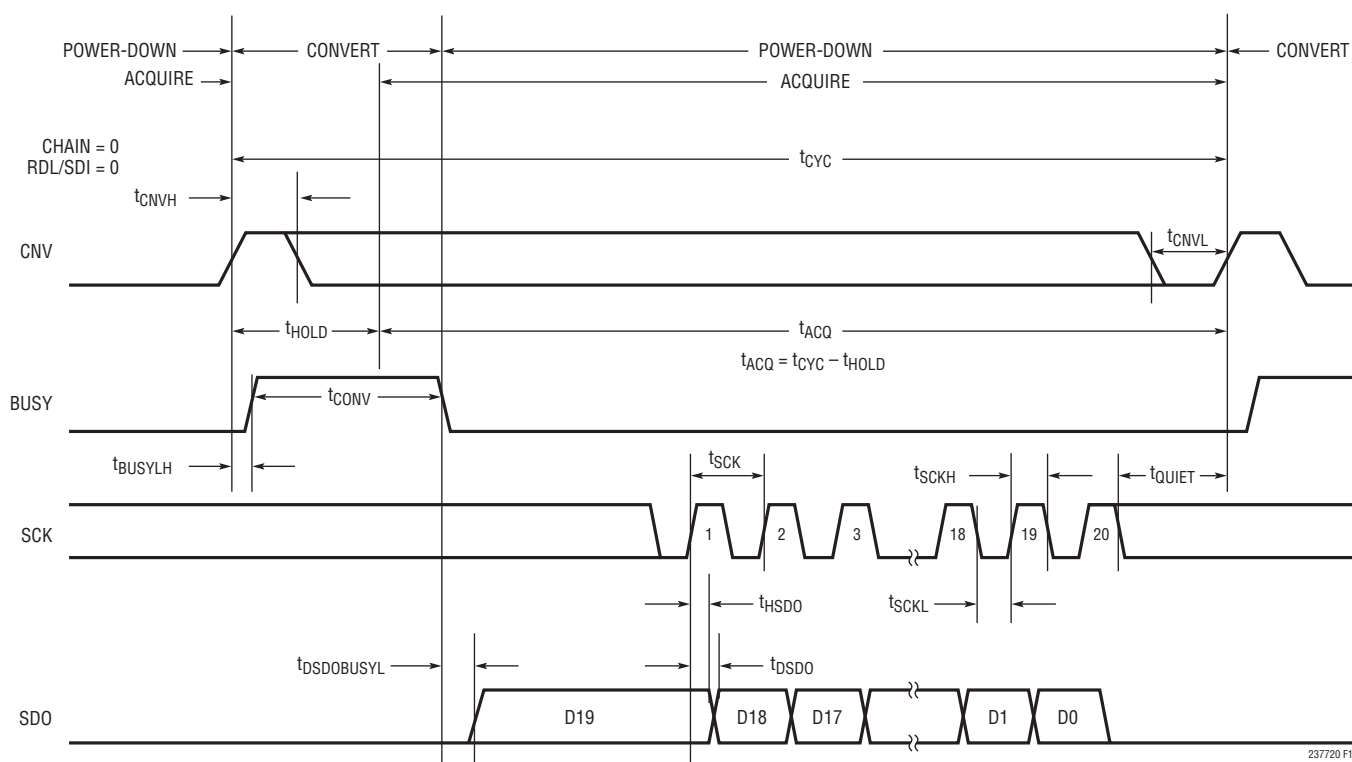 POWER-DOWN CONVERT POWER-DOWN CONVERT
ACQUIRE ACQUIRE
CHAIN = 0
RDL/SDI = 0
tCYC
tCNVH
CNV
tCNVL
tHOLD tACQ
tACQ = tCYC – tHOLD
BUSY
tCONV
tBUSYLH
tSCK tSCKH tQUIET
SCK
1 2 3 18 19 20
tHSDO tSCKL
tDSDOBUSYL tDSDO
SDO
D19 D18 D17 D1 D0
237720 F1